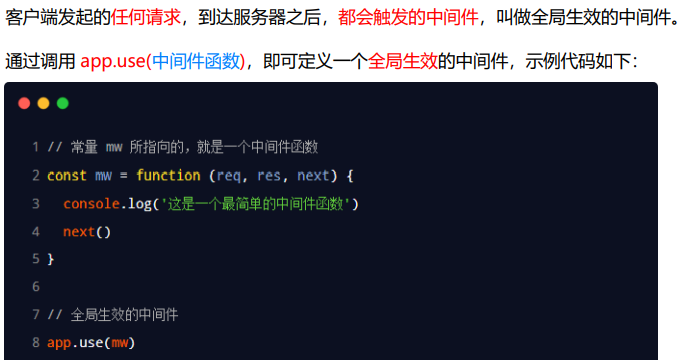 客户端发起的任何请求，到达服务器之后，都会触发的中间件，叫做全局生效的中间件。
通过调用 app.use(中间件函数)，即可定义一个全局生效的中间件，示例代码如下：
1 // 常量 mw 所指向的，就是一个中间件函数
2 const mw = function (req, res, next) {
3   console.log('这是一个最简单的中间件函数')
4   next()
5 }
6
7 // 全局生效的中间件
8 app.use(mw)